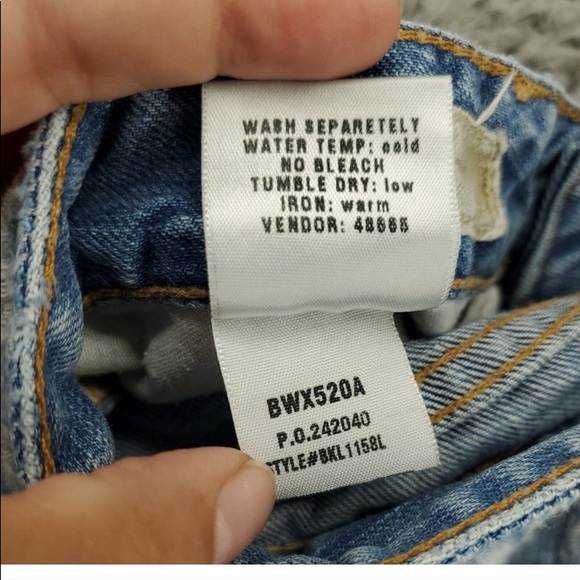 WASH SEPARETELY
WATER TEMP: cold
NO BLEACH
TUMBLE DRY: low
IRON: warm
VENDOR: 48665
BWX520A
P.O.242040
STYLE#BKL1158L